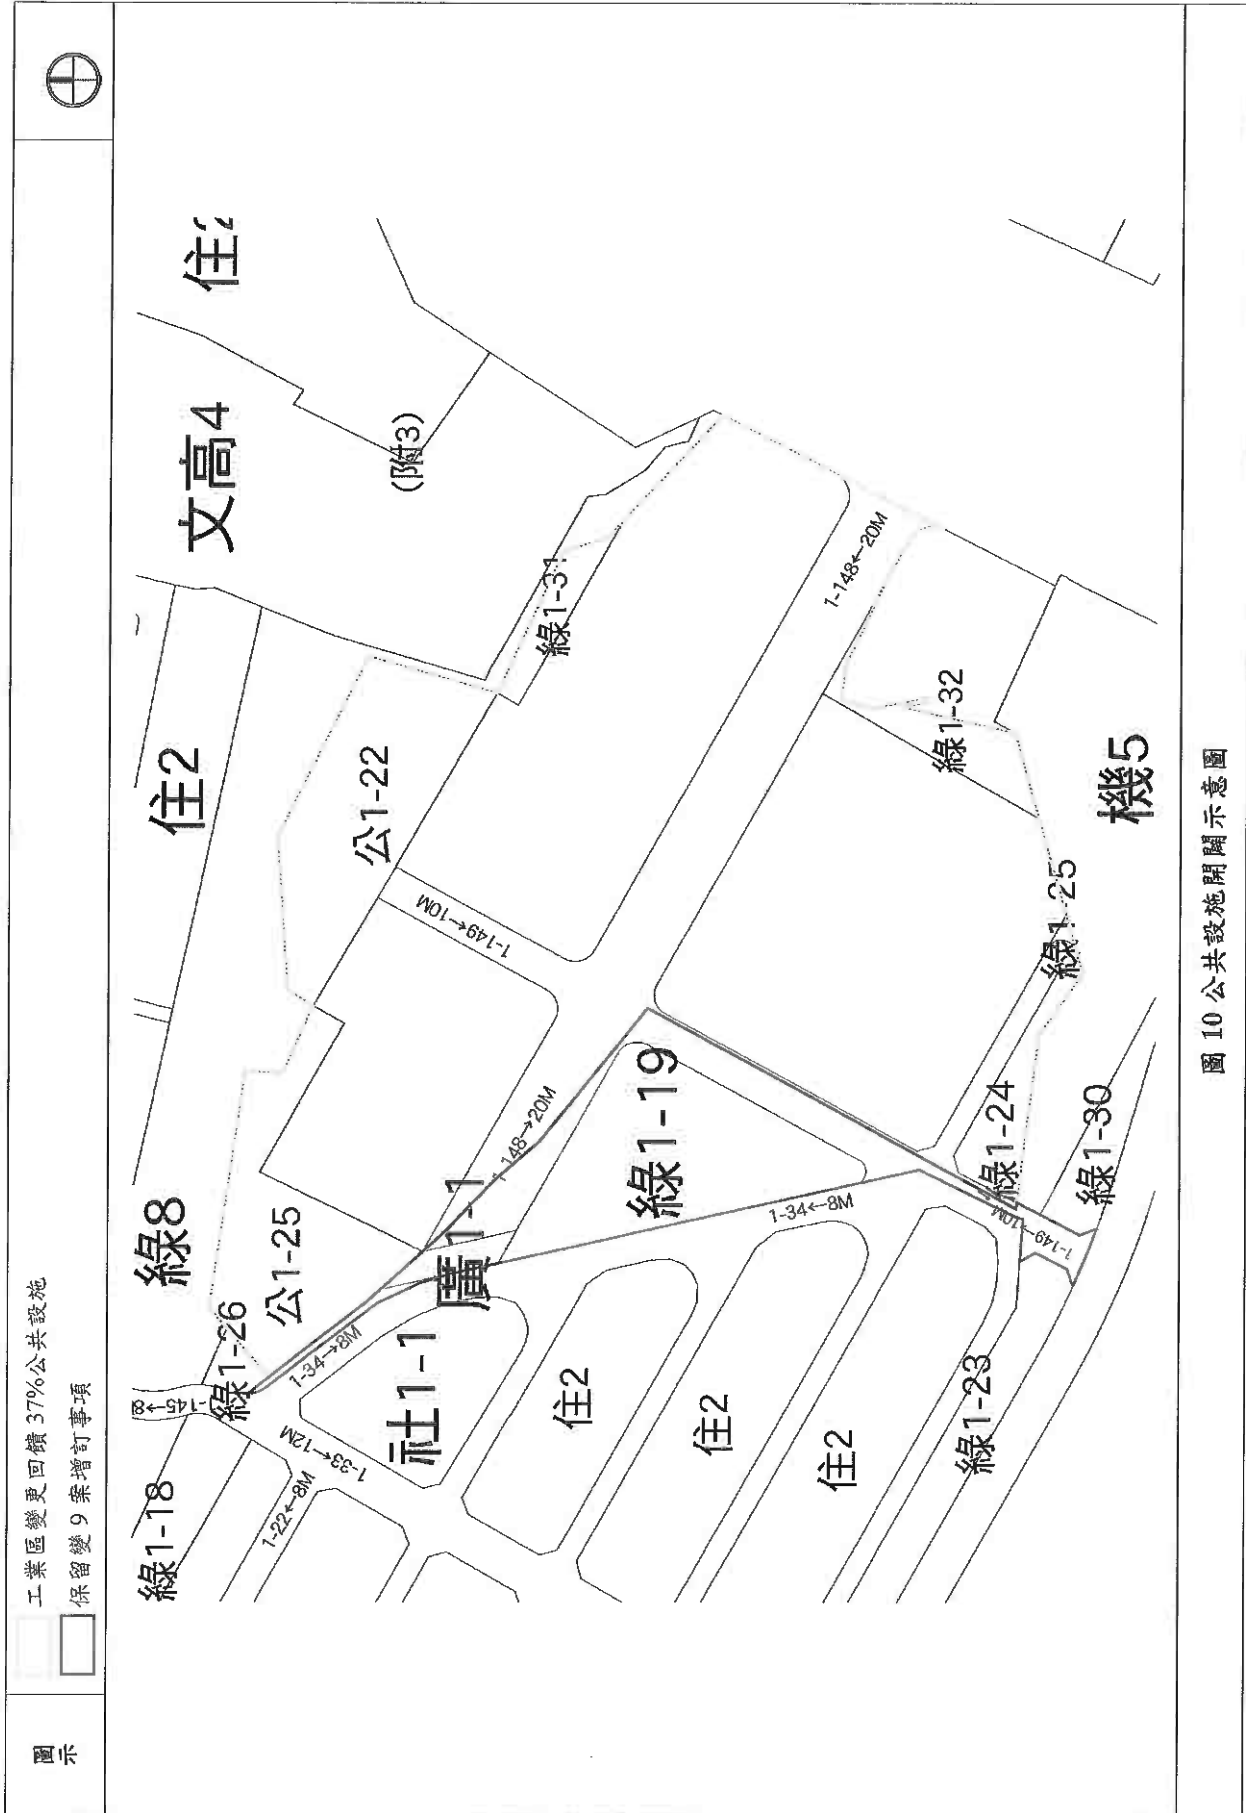 圖示
工業區變更回饋 37%公共設施
保留變 9 案增訂事項
綠1-18
1-22←8M
1-33←12M
綠1-26
1-34→8M
社1-1
住2
住2
住2
綠1-23
綠8
公1-25
廣1-1
1-148→20M
綠1-19
1-34←8M
1-149→10M
綠1-24
綠1-30
綠1-25
住2
公1-22
1-149←10M
綠1-31
綠1-32
機5
1-148←20M
文高4
(附3)
圖 10 公共設施開闢示意圖